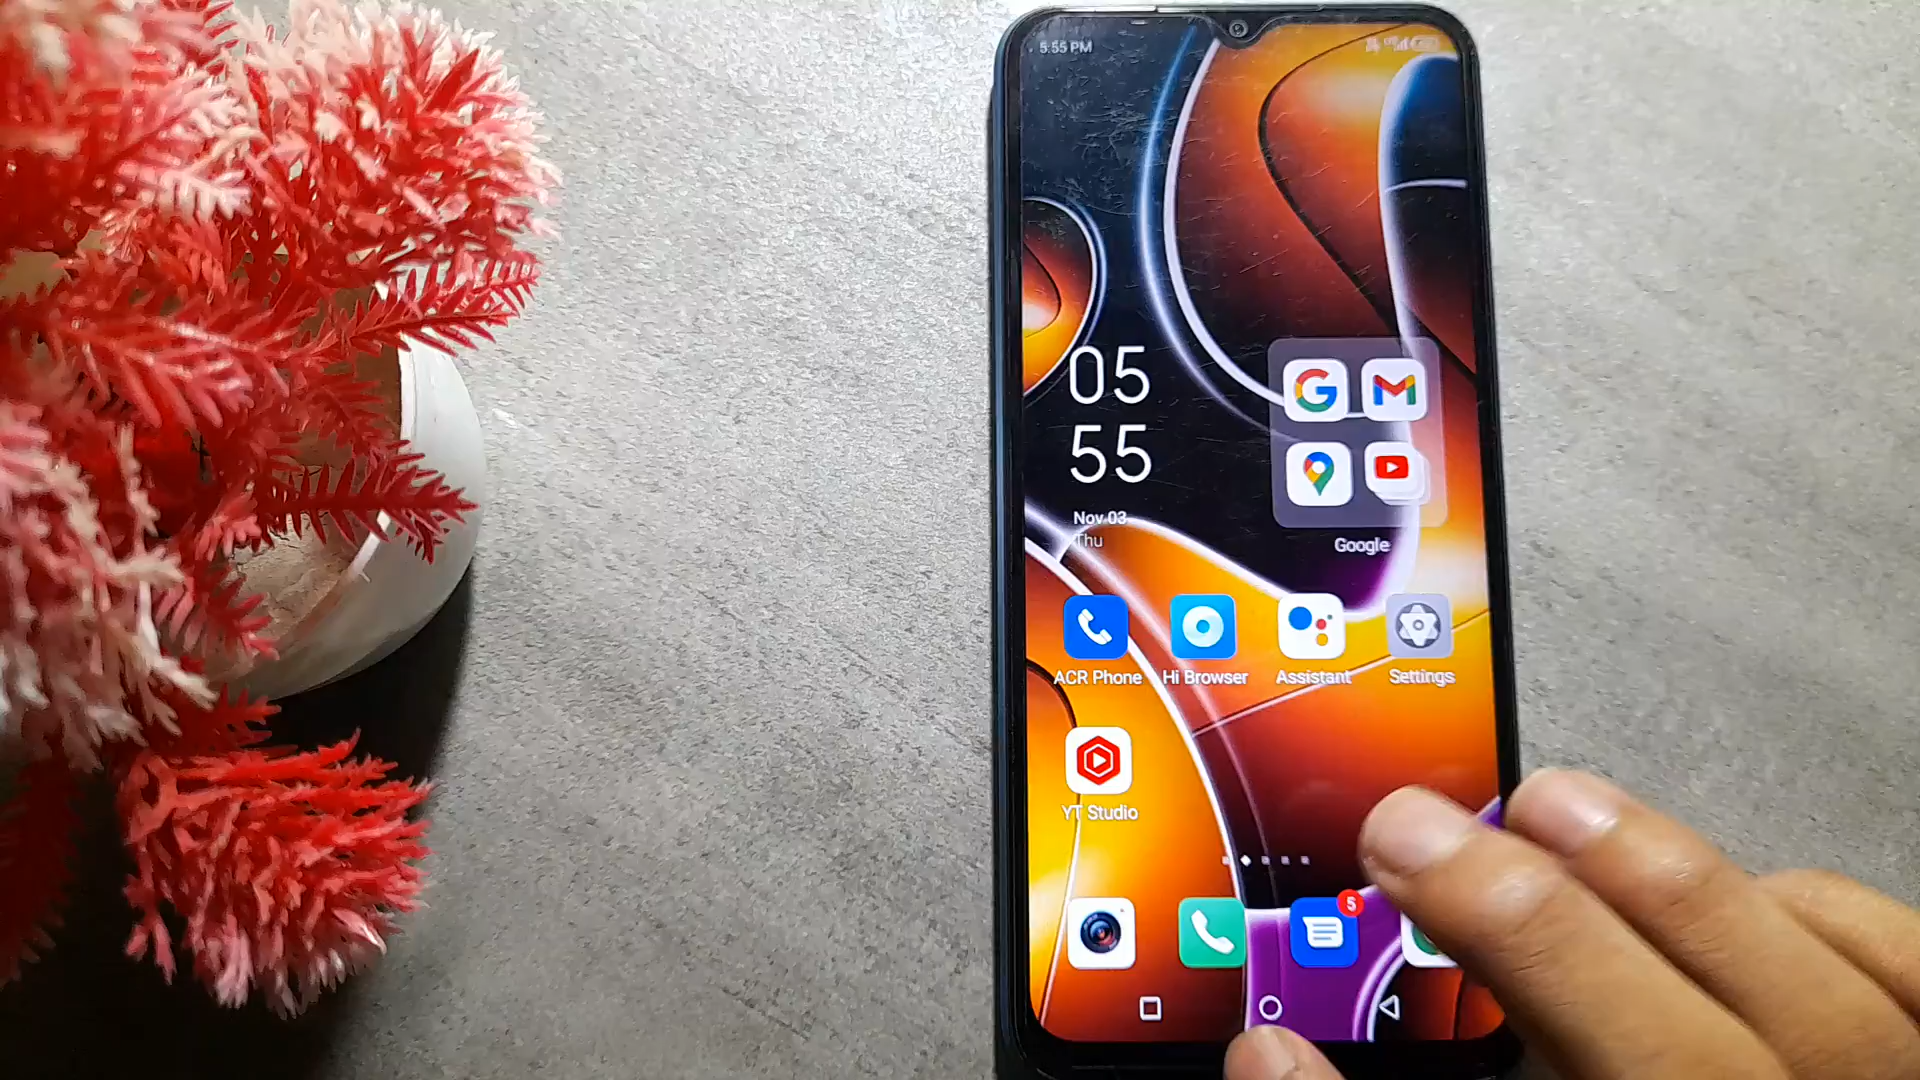 5:55 PM
05
55
Nov 03
Thu
Google
ACR Phone
Hi Browser
Assistant
Settings
YT Studio
5